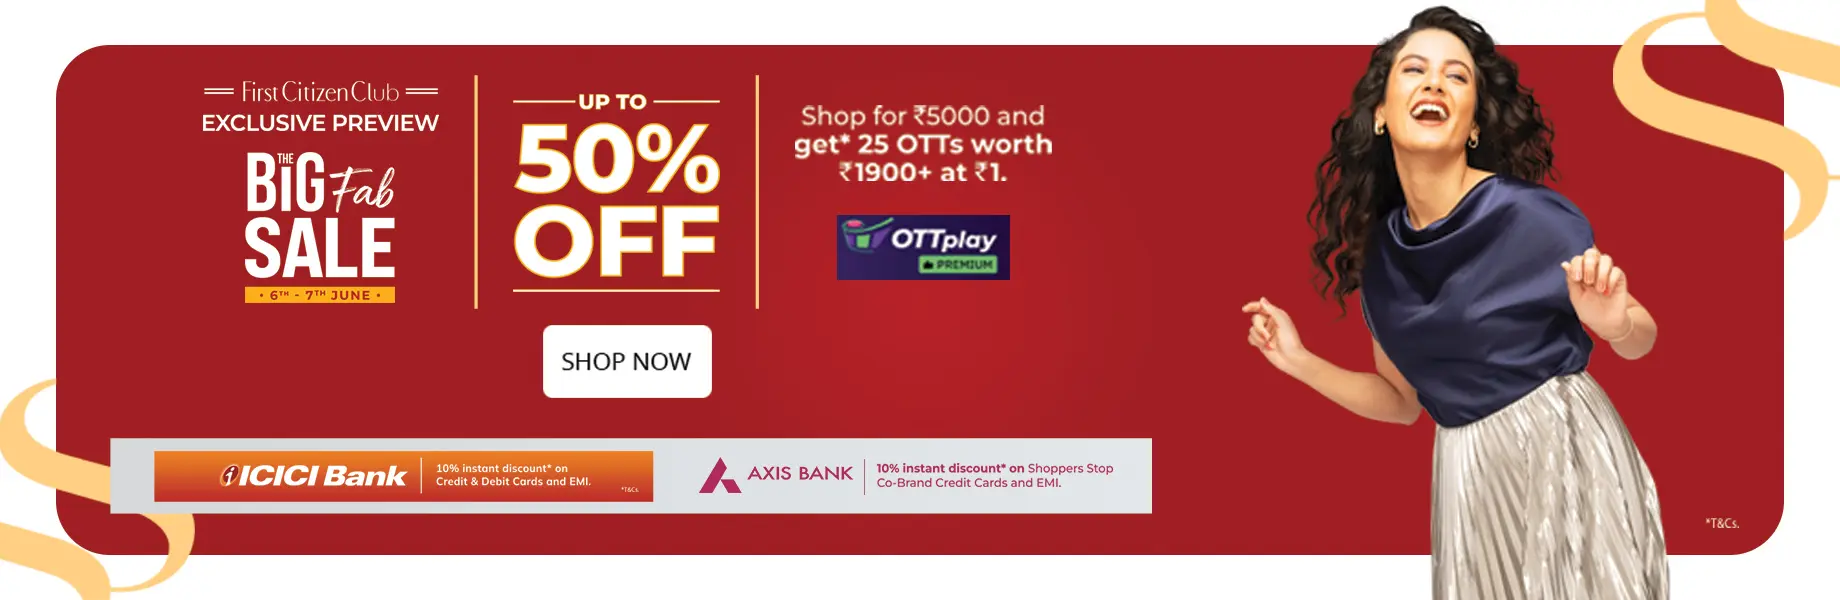 First Citizen Club
EXCLUSIVE PREVIEW
THE
BIG Fab
SALE
• 6TH - 7TH JUNE •
UP TO
50%
OFF
Shop for ₹5000 and
get* 25 OTTs worth
₹1900+ at ₹1.
OTTplay
PREMIUM
SHOP NOW
ICICI Bank
10% instant discount* on
Credit & Debit Cards and EMI.
*T&Cs
AXIS BANK
10% instant discount* on Shoppers Stop
Co-Brand Credit Cards and EMI.
*T&Cs.